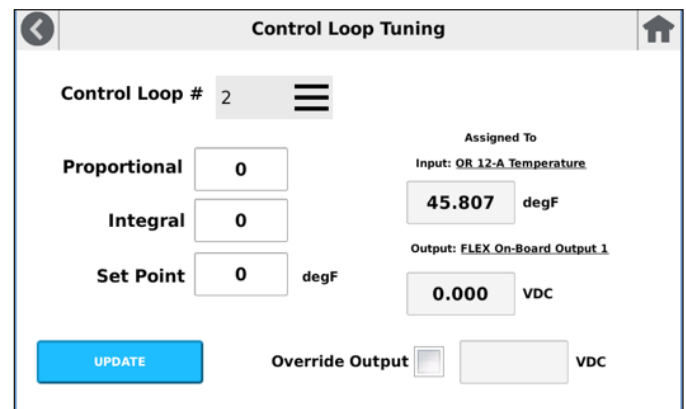 Control Loop Tuning
Control Loop # 2
Assigned To
Proportional 0
Input: OR 12-A Temperature
45.807 degF
Integral 0
Output: FLEX On-Board Output 1
Set Point 0 degF
0.000 VDC
UPDATE
Override Output VDC